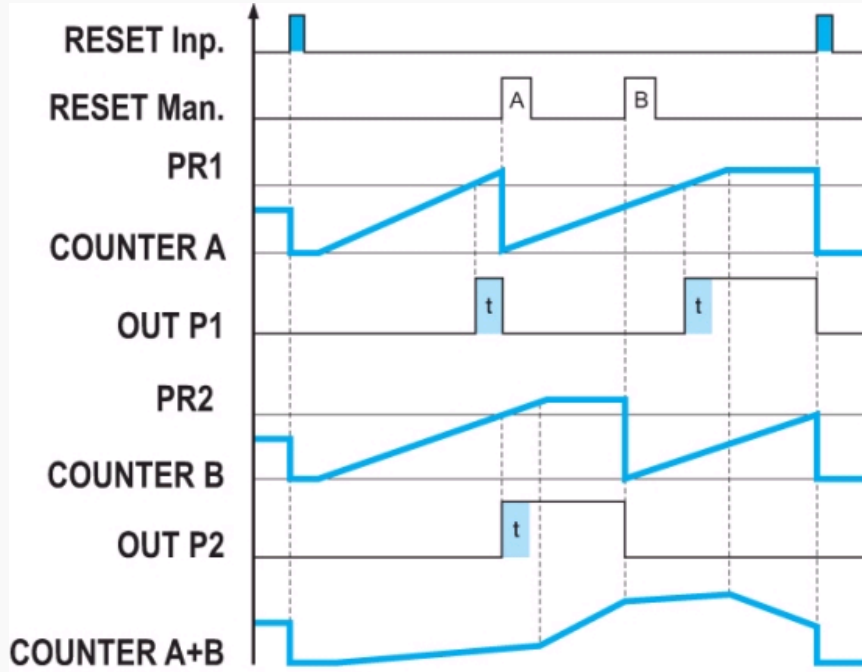 RESET Inp.
RESET Man.
A
B
PR1
COUNTER A
t
t
OUT P1
PR2
COUNTER B
t
OUT P2
COUNTER A+B